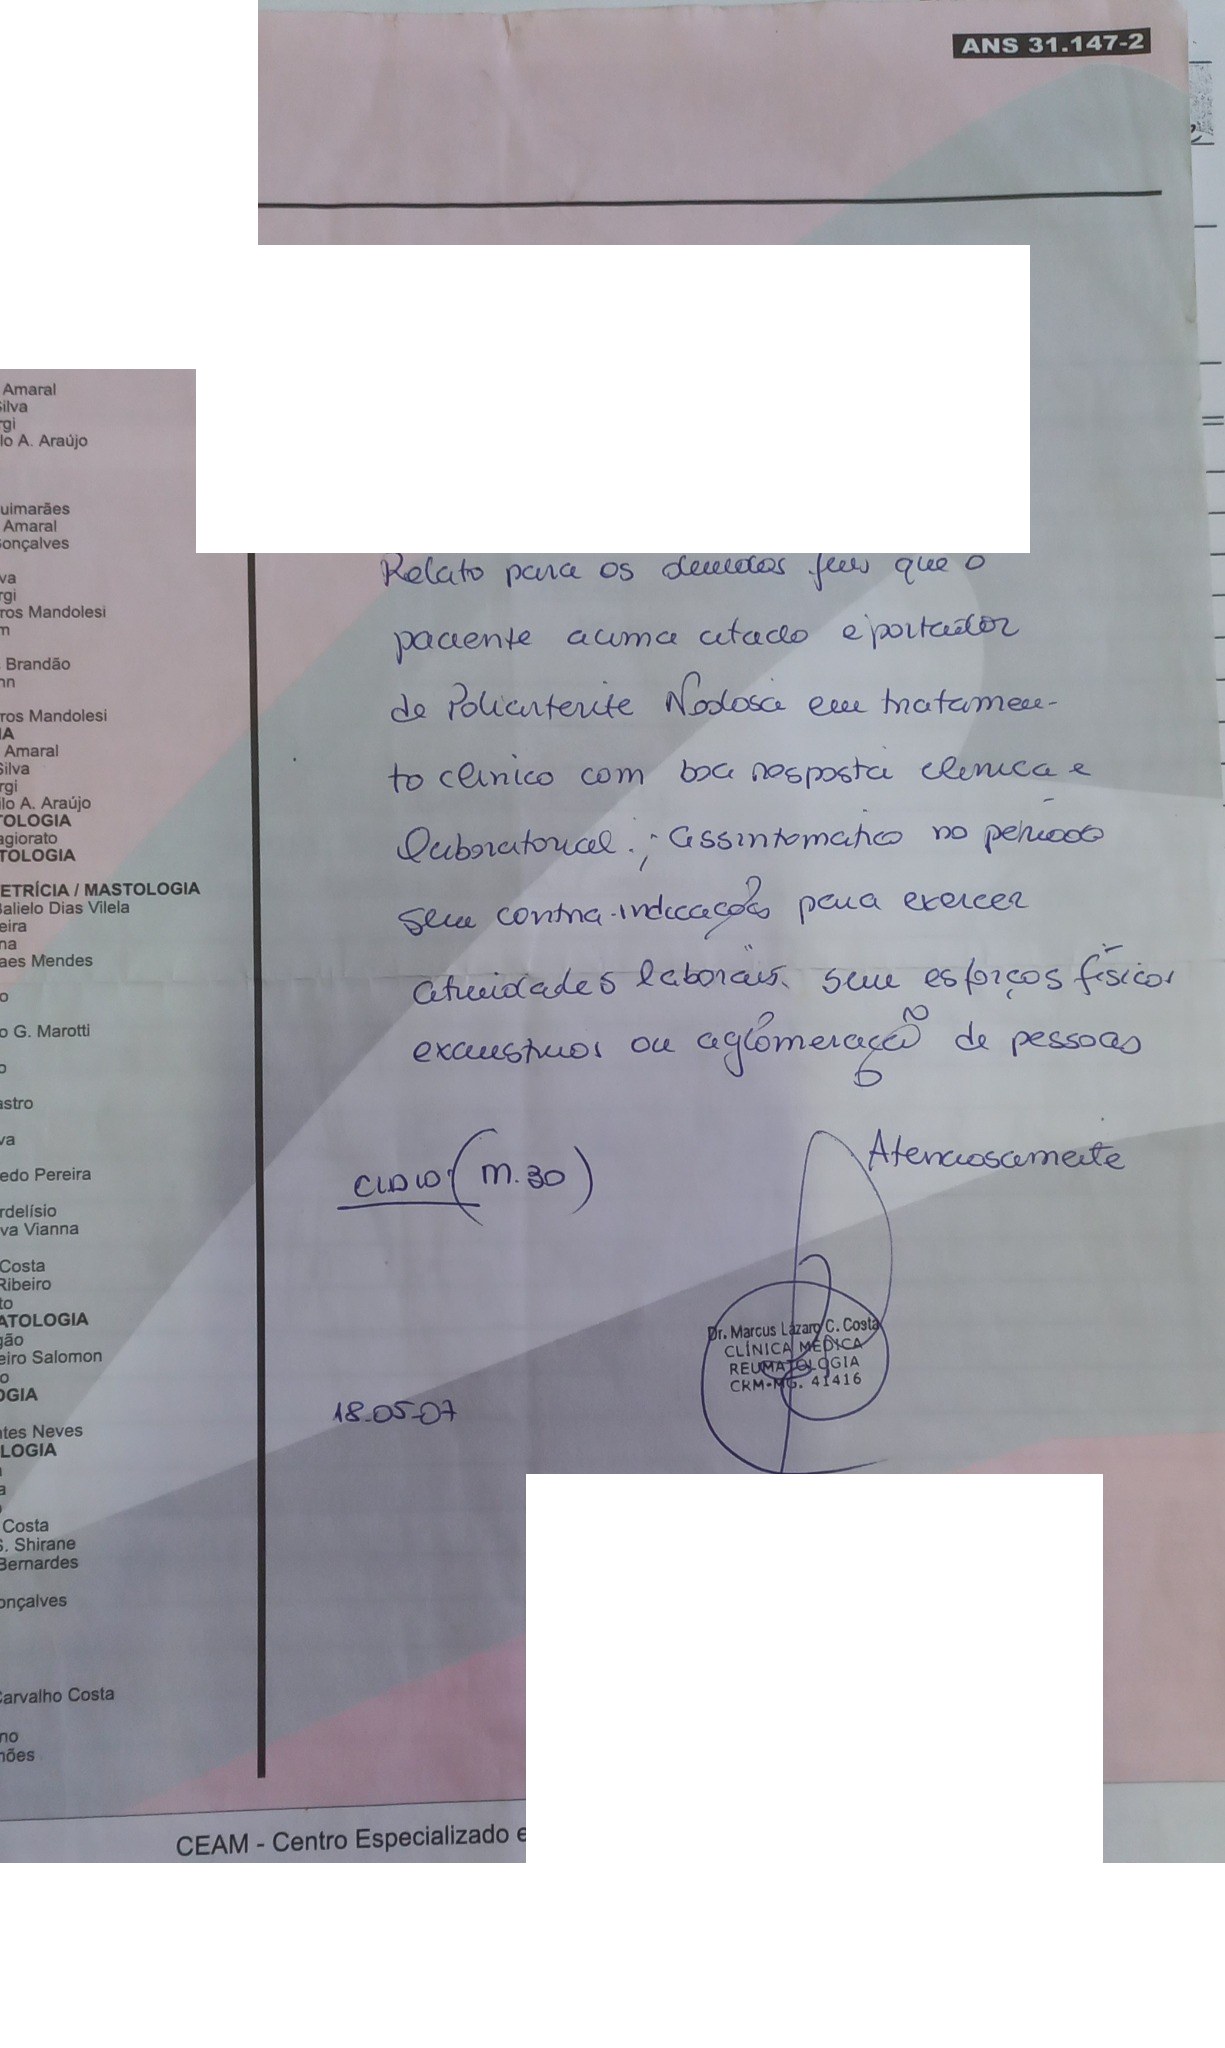 ANS 31.147-2
Amaral
Silva
rgi
lo A. Araújo
uimarães
Amaral
onçalves
va
rgi
ros Mandolesi
m
Brandão
nn
ros Mandolesi
IA
Amaral
Silva
rgi
lo A. Araújo
TOLOGIA
agiorato
TOLOGIA
ETRÍCIA / MASTOLOGIA
Balielo Dias Vilela
eira
na
aes Mendes
o
o G. Marotti
o
astro
va
edo Pereira
rdelísio
va Vianna
Costa
Ribeiro
to
ATOLOGIA
gão
eiro Salomon
o
OGIA
ntes Neves
LOGIA
a
Costa
S. Shirane
Bernardes
onçalves
Carvalho Costa
no
nões
Relato para os devidos fins que o
paciente acima citado é portador
de Poliarterite Nodosa em tratamen-
to clínico com boa resposta clínica e
laboratorial.; assintomático no período
sem contra-indicações para exercer
atividades laborais. sem esforços físicos
exaustivos ou aglomeração de pessoas
Atenciosamente
CID10 (M.30)
Dr. Marcus Lázaro C. Costa
CLÍNICA MÉDICA
REUMATOLOGIA
CRM-MG. 41416
18-05-07
CEAM - Centro Especializado e